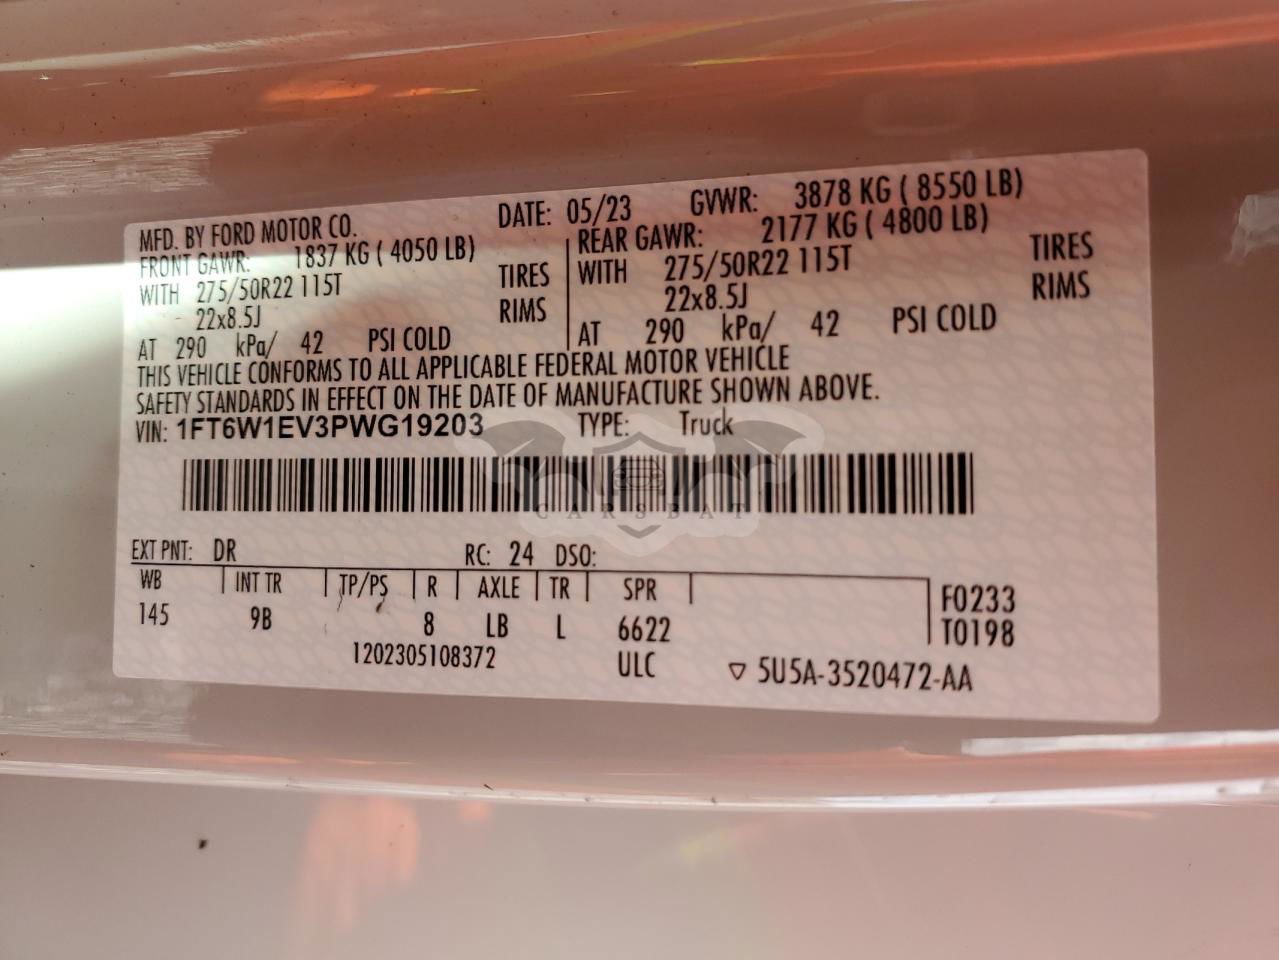 MFD. BY FORD MOTOR CO. DATE: 05/23 GVWR: 3878 KG ( 8550 LB)
FRONT GAWR: 1837 KG ( 4050 LB) REAR GAWR: 2177 KG ( 4800 LB)
WITH 275/50R22 115T TIRES WITH 275/50R22 115T TIRES
22x8.5J RIMS 22x8.5J RIMS
AT 290 kPa/ 42 PSI COLD AT 290 kPa/ 42 PSI COLD
THIS VEHICLE CONFORMS TO ALL APPLICABLE FEDERAL MOTOR VEHICLE
SAFETY STANDARDS IN EFFECT ON THE DATE OF MANUFACTURE SHOWN ABOVE.
VIN: 1FT6W1EV3PWG19203 TYPE: Truck
CARSBAT
EXT PNT: DR RC: 24 DSO:
WB INT TR TP/PS R AXLE TR SPR F0233
145 9B 8 LB L 6622 T0198
1202305108372 ULC ▽ 5U5A-3520472-AA